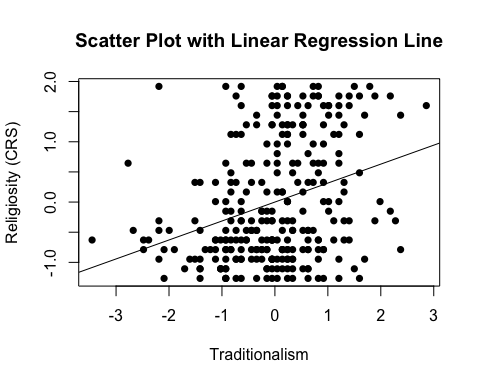 Scatter Plot with Linear Regression Line
2.0
1.0
0.0
-1.0
Religiosity (CRS)
-3 -2 -1 0 1 2 3
Traditionalism